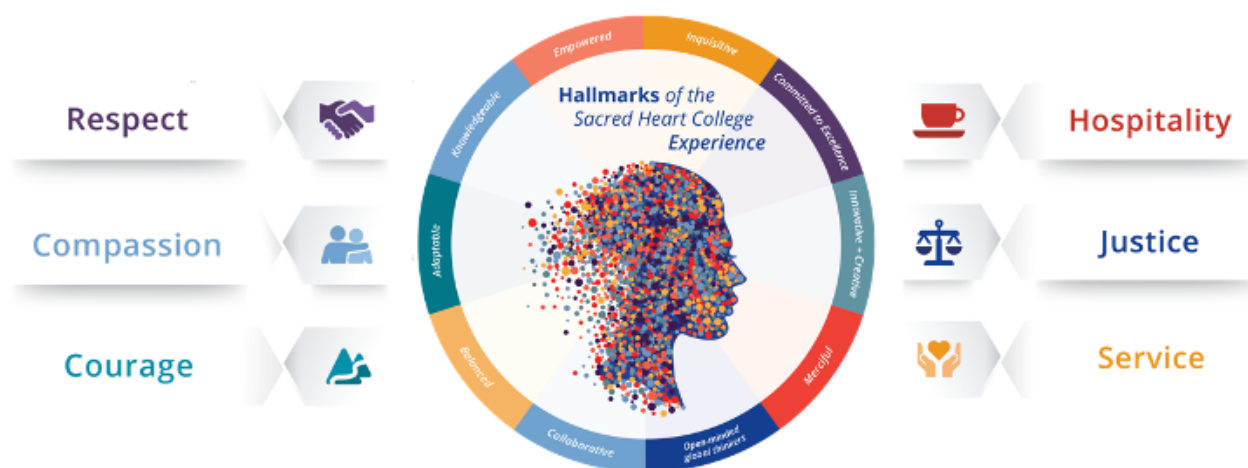 Respect
Compassion
Courage
Empowered
Inquisitive
Committed to Excellence
Innovative + Creative
Merciful
Open-minded
global thinkers
Collaborative
Balanced
Adaptable
Knowledgeable
Hallmarks of the
Sacred Heart College
Experience
Hospitality
Justice
Service